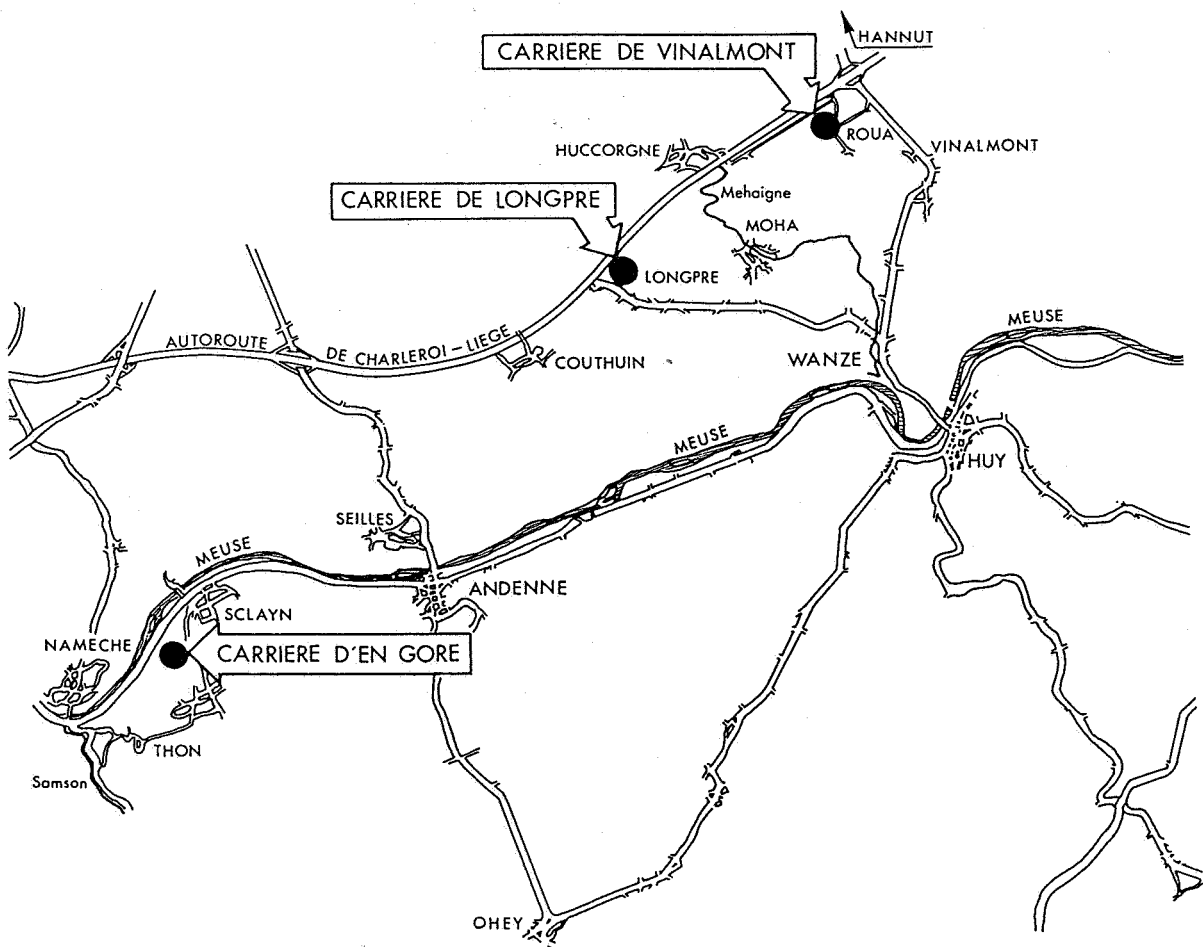 HANNUT
CARRIERE DE VINALMONT
ROUA
VINALMONT
HUCCORGNE
Mehaigne
CARRIERE DE LONGPRE
MOHA
LONGPRE
MEUSE
AUTOROUTE DE CHARLEROI - LIEGE
COUTHUIN
WANZE
MEUSE
HUY
SEILLES
MEUSE
ANDENNE
SCLAYN
NAMECHE
CARRIERE D'EN GORE
THON
Samson
OHEY